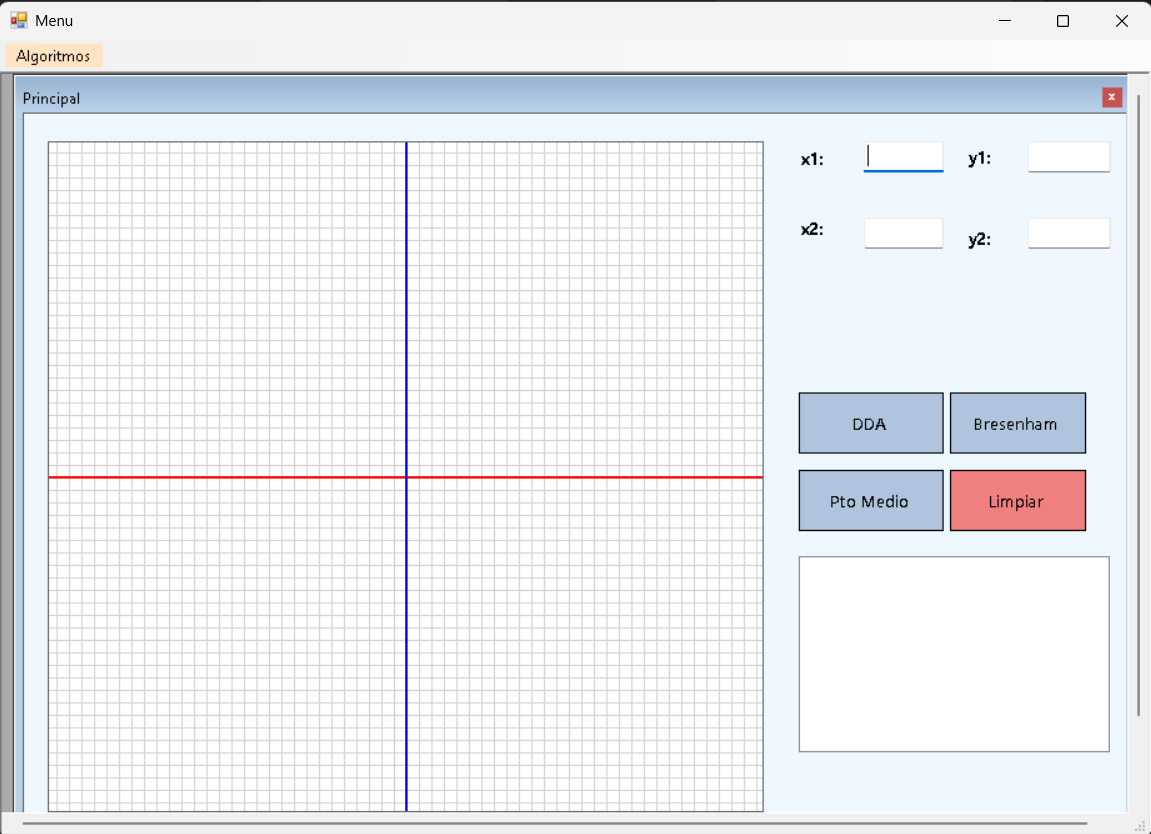 Menu
Algoritmos
Principal
x
x1:
y1:
x2:
y2:
DDA
Bresenham
Pto Medio
Limpiar